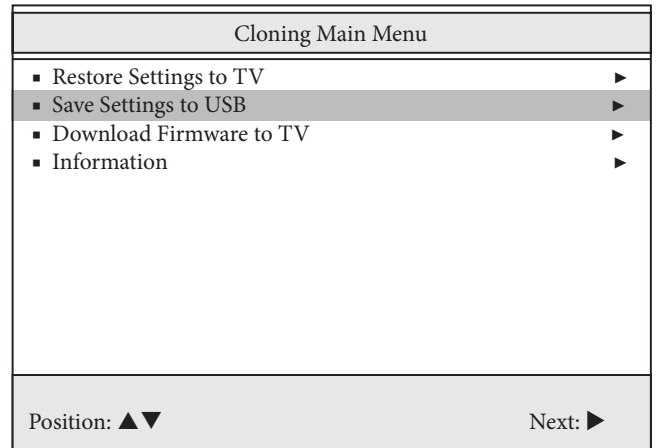 Cloning Main Menu
▪ Restore Settings to TV ►
▪ Save Settings to USB ►
▪ Download Firmware to TV ►
▪ Information ►
Position: ▲▼ Next: ►